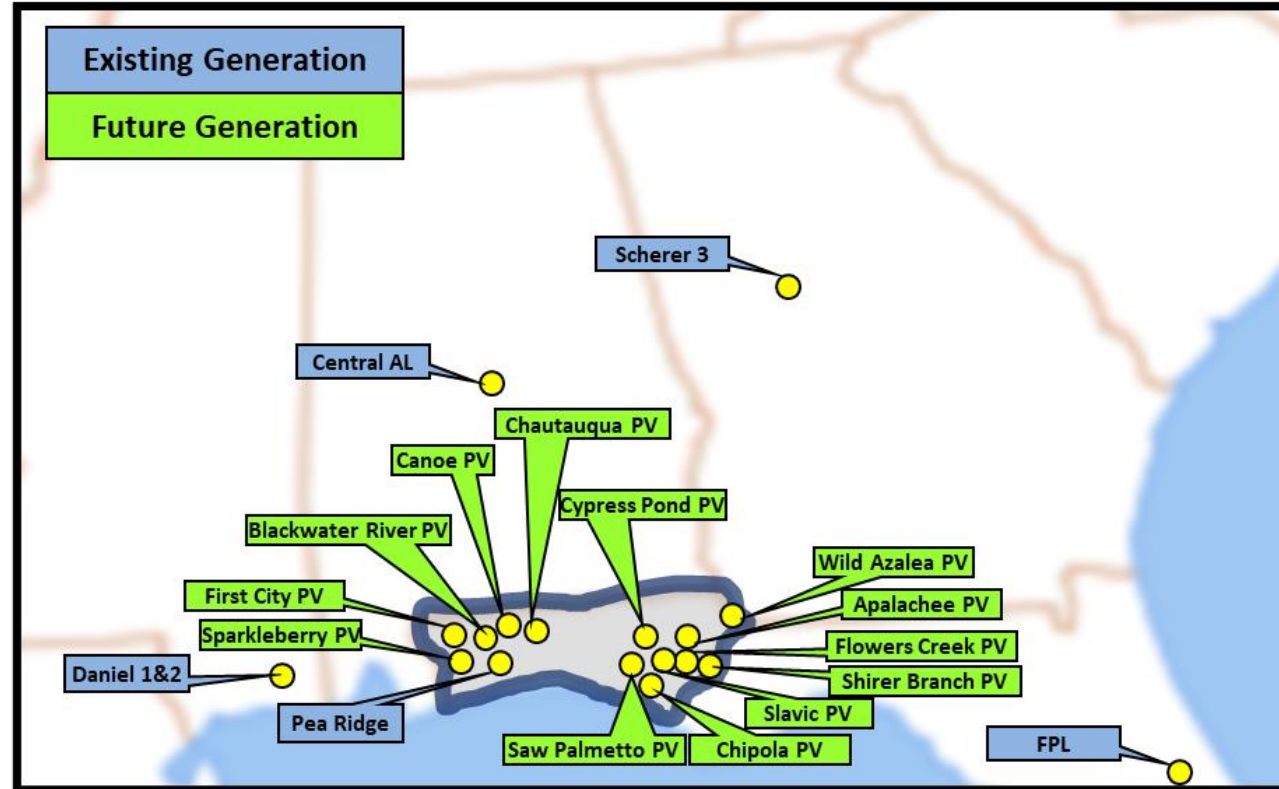 Existing Generation
Future Generation
Scherer 3
Central AL
Chautauqua PV
Canoe PV
Cypress Pond PV
Blackwater River PV
Wild Azalea PV
First City PV
Apalachee PV
Sparkleberry PV
Flowers Creek PV
Daniel 1&2
Shirer Branch PV
Pea Ridge
Slavic PV
Saw Palmetto PV
Chipola PV
FPL